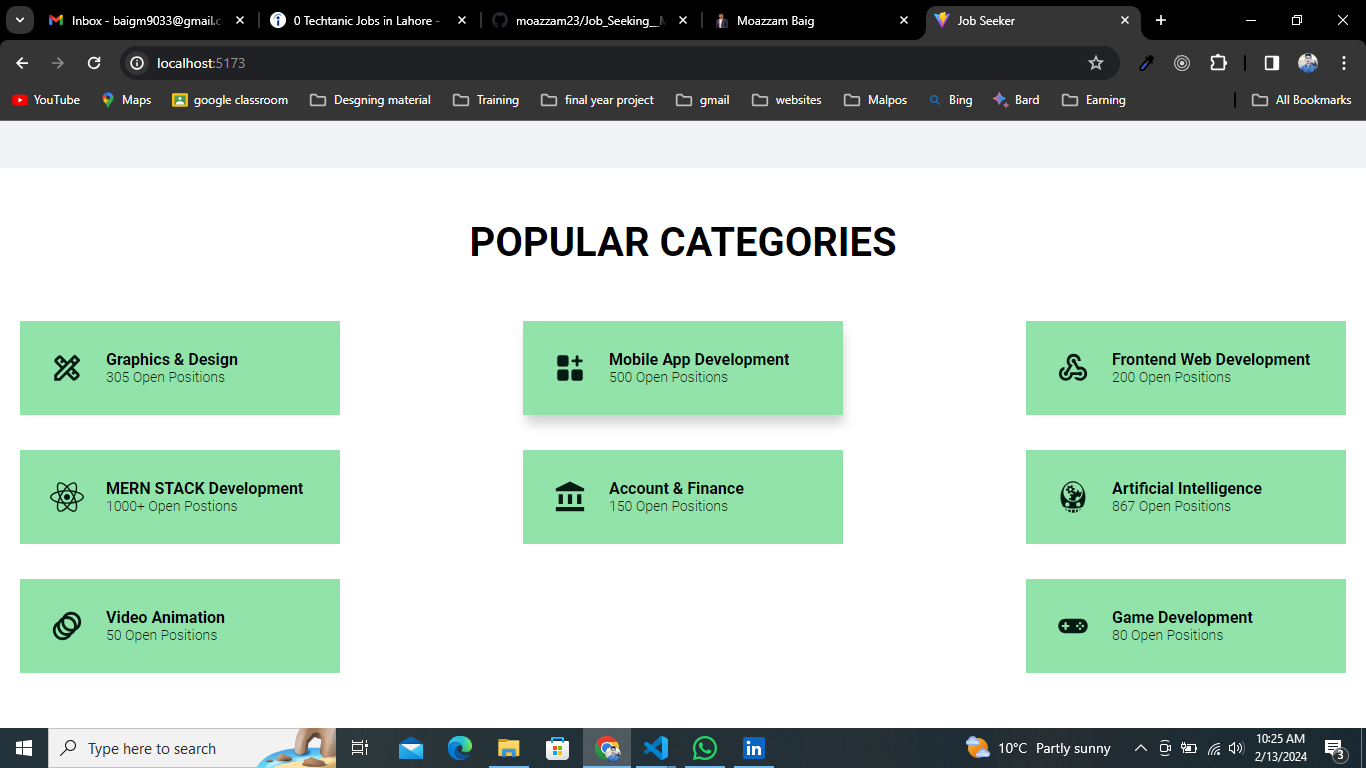 Inbox - baigm9033@gmail.c
0 Techtanic Jobs in Lahore -
moazzam23/Job_Seeking__M
Moazzam Baig
Job Seeker
localhost:5173
YouTube
Maps
google classroom
Desgning material
Training
final year project
gmail
websites
Malpos
Bing
Bard
Earning
All Bookmarks
POPULAR CATEGORIES
Graphics & Design
305 Open Positions
Mobile App Development
500 Open Positions
Frontend Web Development
200 Open Positions
MERN STACK Development
1000+ Open Postions
Account & Finance
150 Open Positions
Artificial Intelligence
867 Open Positions
Video Animation
50 Open Positions
Game Development
80 Open Positions
Type here to search
10°C Partly sunny
10:25 AM
2/13/2024
3